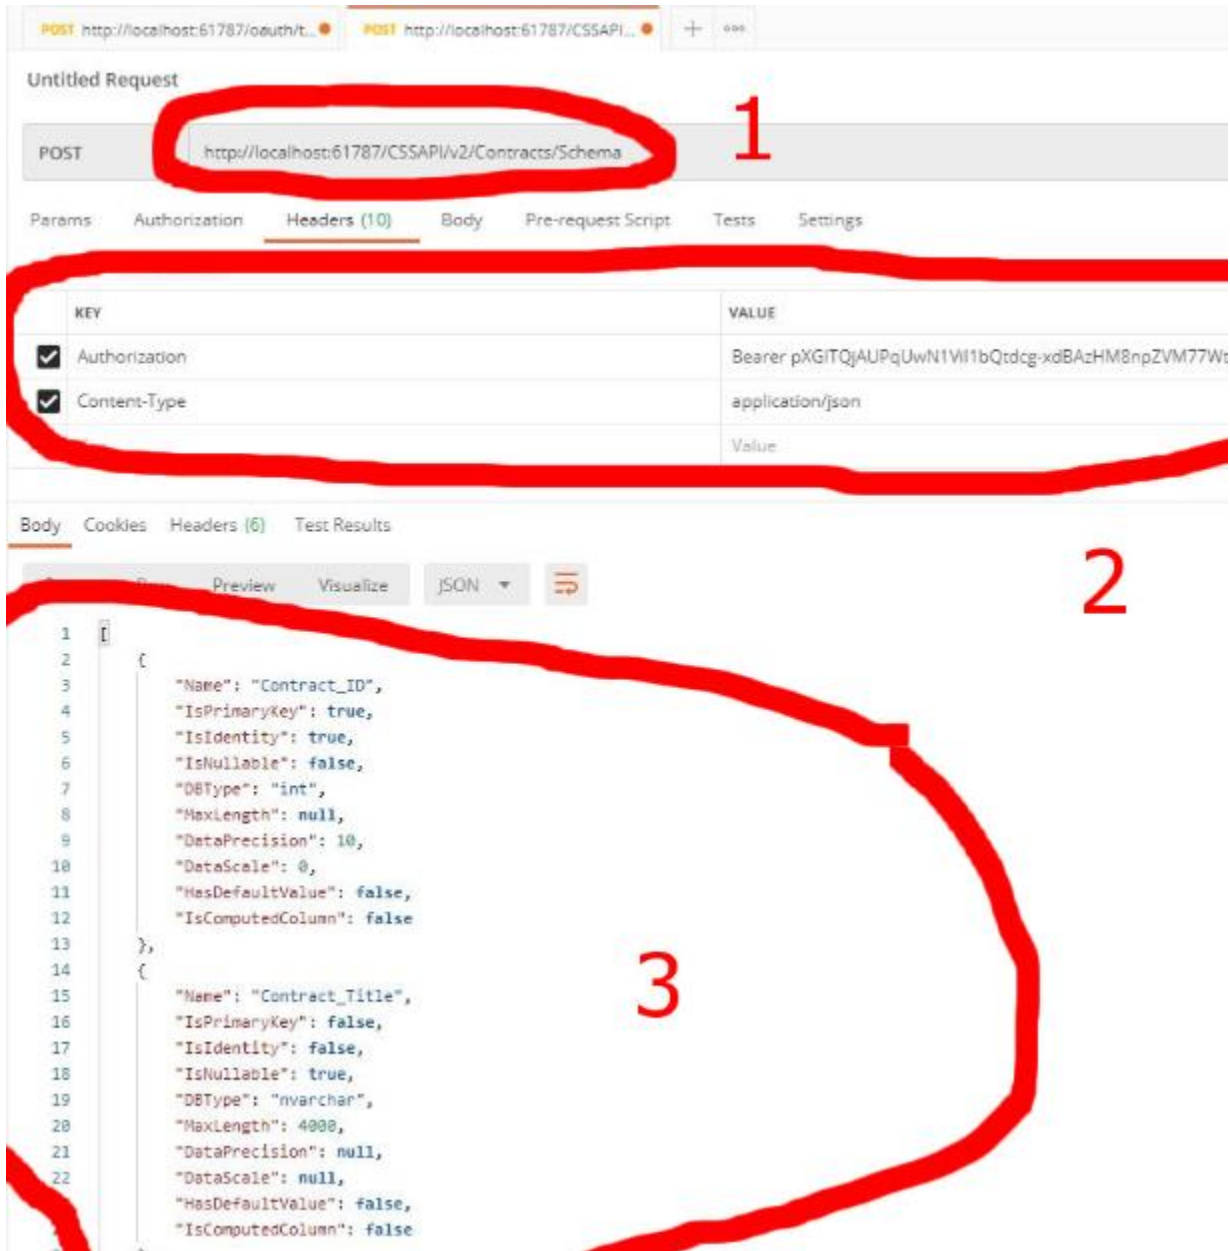 POST http://localhost:61787/oauth/t...
POST http://localhost:61787/CSSAPI...
Untitled Request
1
POST http://localhost:61787/CSSAPI/v2/Contracts/Schema
Params Authorization Headers (10) Body Pre-request Script Tests Settings
KEY VALUE
Authorization Bearer
Content-Type application/json
Value
Body Cookies Headers (6) Test Results
2
Preview Visualize JSON
1 [
2 {
3 "Name": "Contract_ID",
4 "IsPrimaryKey": true,
5 "IsIdentity": true,
6 "IsNullable": false,
7 "DBType": "int",
8 "MaxLength": null,
9 "DataPrecision": 10,
10 "DataScale": 0,
11 "HasDefaultValue": false,
12 "IsComputedColumn": false
13 },
14 {
15 "Name": "Contract_Title",
3
16 "IsPrimaryKey": false,
17 "IsIdentity": false,
18 "IsNullable": true,
19 "DBType": "nvarchar",
20 "MaxLength": 4000,
21 "DataPrecision": null,
22 "DataScale": null,
"HasDefaultValue": false,
"IsComputedColumn": false